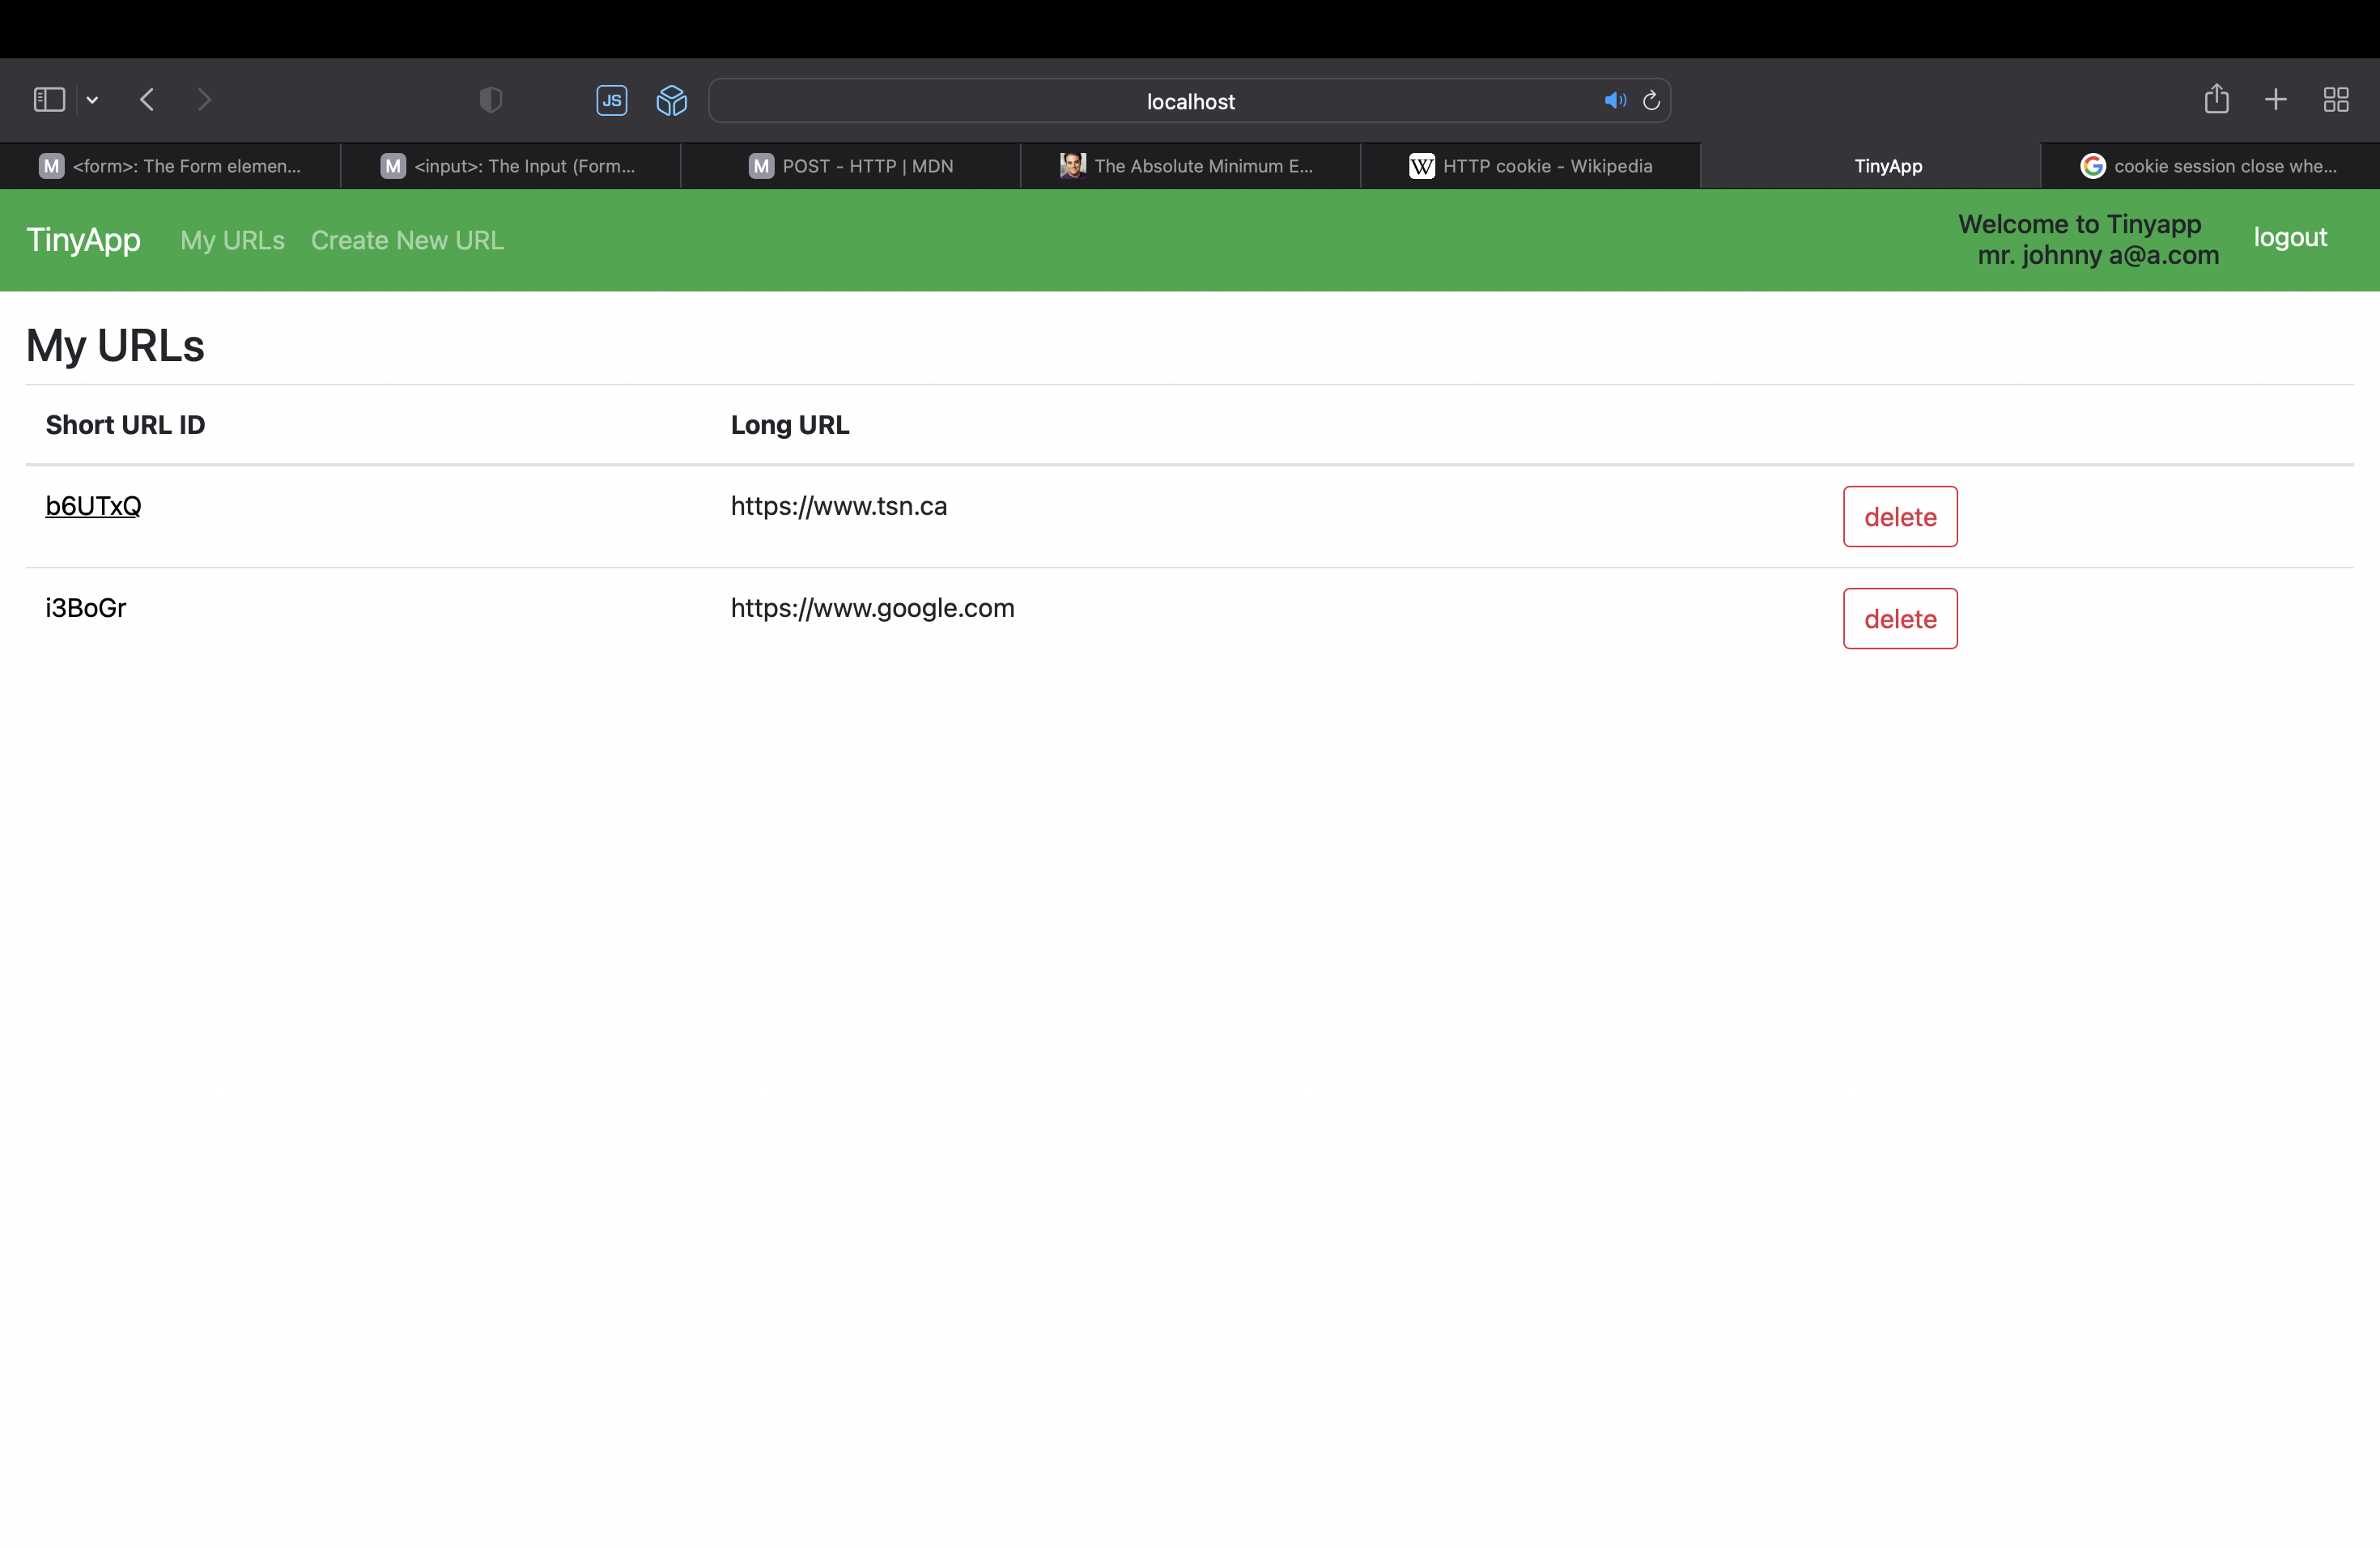 JS
localhost
M <form>: The Form elemen...
M <input>: The Input (Form...
M POST - HTTP | MDN
The Absolute Minimum E...
W HTTP cookie - Wikipedia
TinyApp
G cookie session close whe...
TinyApp My URLs Create New URL
Welcome to Tinyapp
mr. johnny a@a.com
logout
My URLs
Short URL ID Long URL
b6UTxQ https://www.tsn.ca delete
i3BoGr https://www.google.com delete